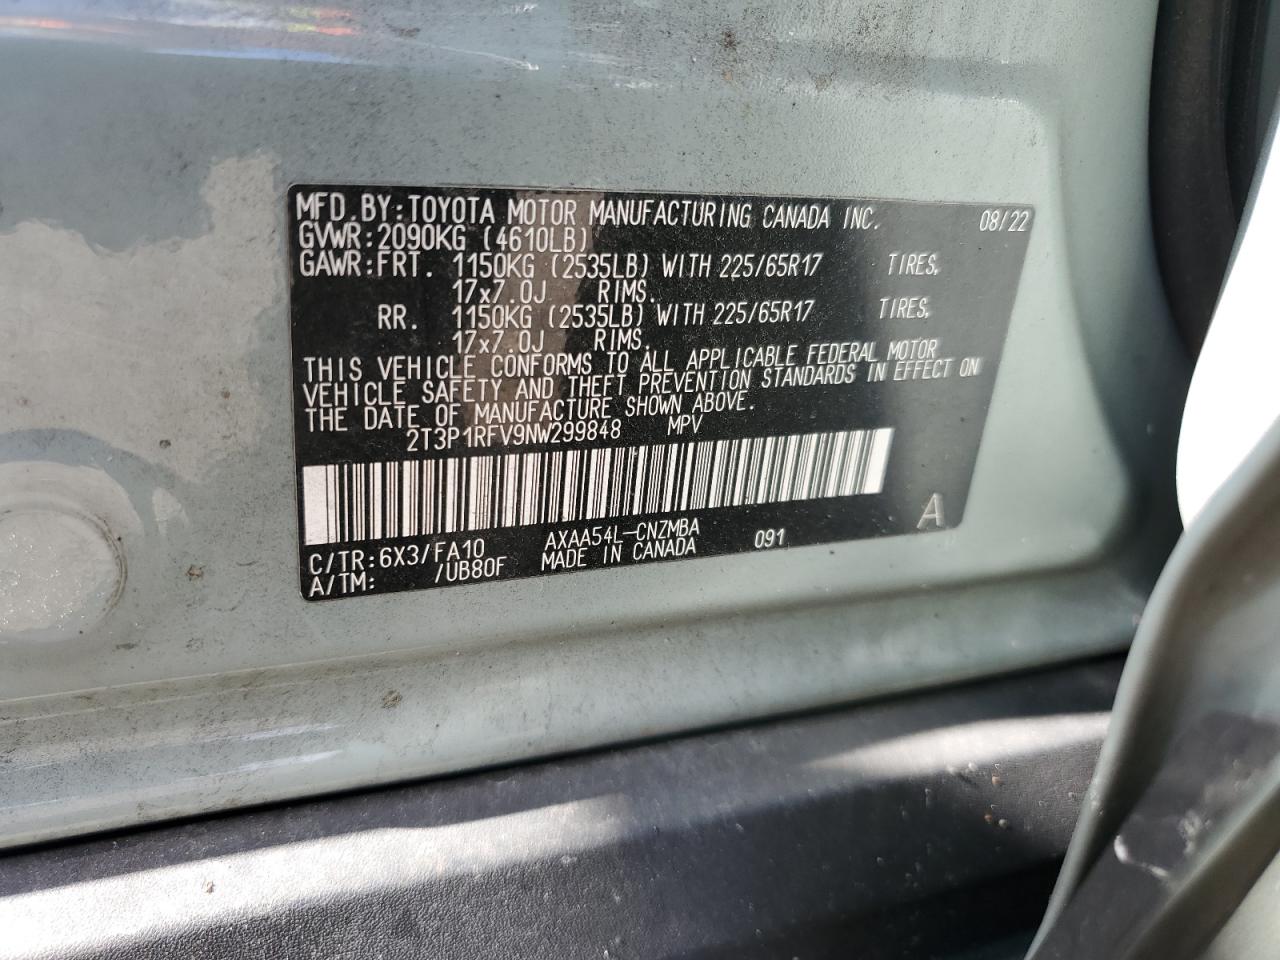 MFD.BY:TOYOTA MOTOR MANUFACTURING CANADA INC. 08/22
GVWR:2090KG (4610LB)
GAWR:FRT. 1150KG (2535LB) WITH 225/65R17 TIRES,
17x7.0J RIMS.
RR. 1150KG (2535LB) WITH 225/65R17 TIRES,
17x7.0J RIMS.
THIS VEHICLE CONFORMS TO ALL APPLICABLE FEDERAL MOTOR
VEHICLE SAFETY AND THEFT PREVENTION STANDARDS IN EFFECT ON
THE DATE OF MANUFACTURE SHOWN ABOVE.
2T3P1RFV9NW299848 MPV
C/TR:6X3/FA10 AXAA54L-CNZMBA 091 A
A/TM: /UB80F MADE IN CANADA